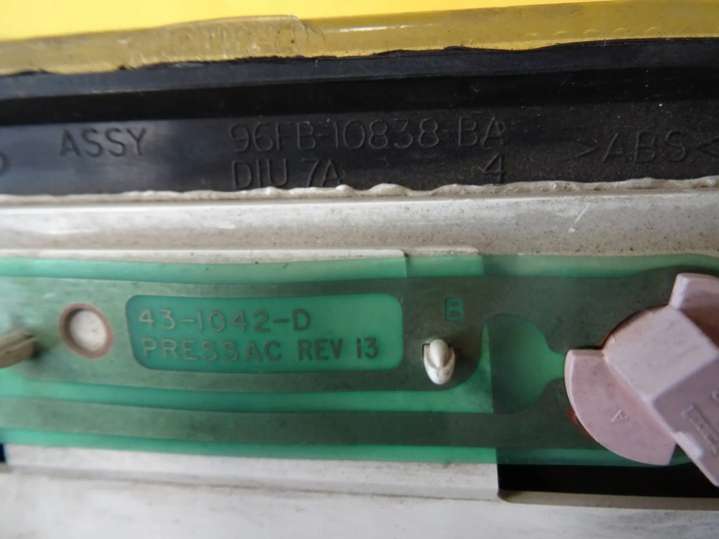 ASSY 96FB-10838-BA >ABS<
DIU 7A 4
43-1042-D
PRESSAC REV 13
B
A